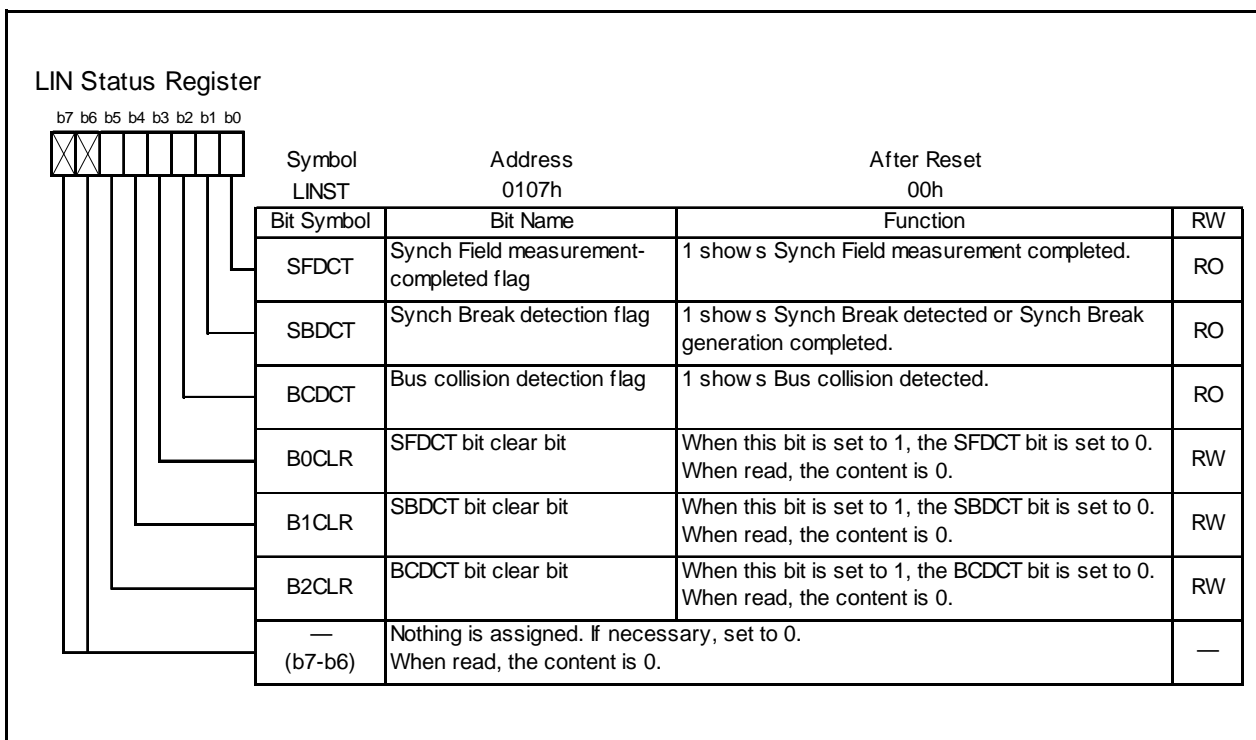 LIN Status Register
b7 b6 b5 b4 b3 b2 b1 b0
Symbol Address After Reset
LINST 0107h 00h
Bit Symbol Bit Name Function RW
SFDCT Synch Field measurement-completed flag 1 shows Synch Field measurement completed. RO
SBDCT Synch Break detection flag 1 shows Synch Break detected or Synch Break generation completed. RO
BCDCT Bus collision detection flag 1 shows Bus collision detected. RO
B0CLR SFDCT bit clear bit When this bit is set to 1, the SFDCT bit is set to 0. When read, the content is 0. RW
B1CLR SBDCT bit clear bit When this bit is set to 1, the SBDCT bit is set to 0. When read, the content is 0. RW
B2CLR BCDCT bit clear bit When this bit is set to 1, the BCDCT bit is set to 0. When read, the content is 0. RW
— (b7-b6) Nothing is assigned. If necessary, set to 0. When read, the content is 0. —